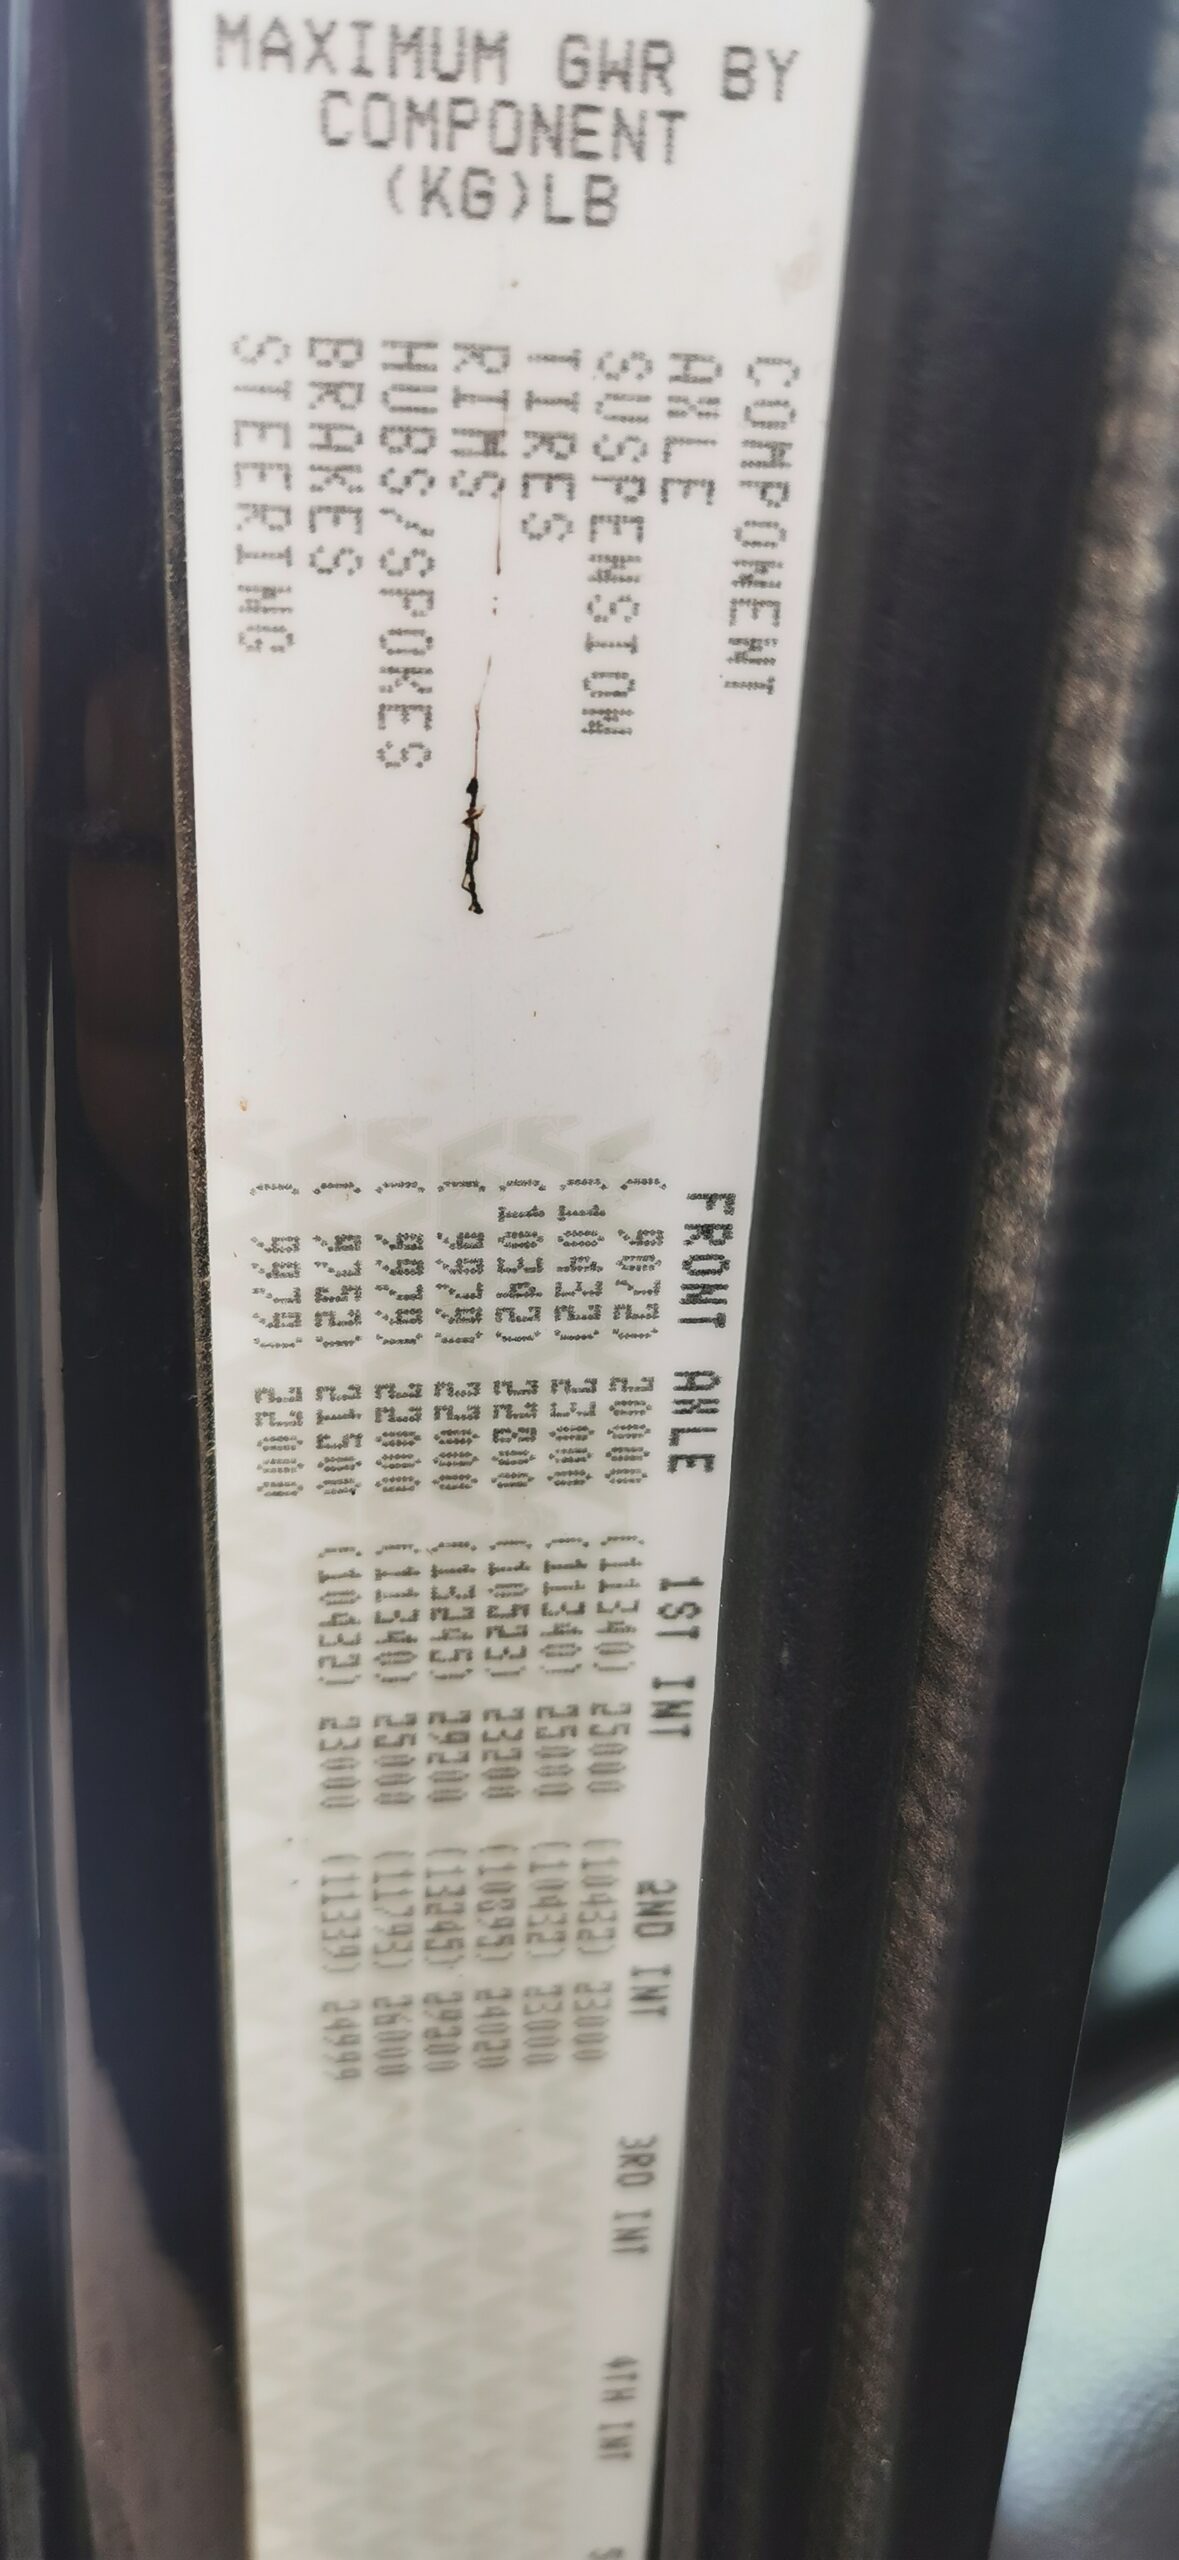 MAXIMUM GWR BY
COMPONENT
(KG)LB
COMPONENT FRONT AXLE 1ST INT 2ND INT 3RD INT 4TH INT
AXLE ( 9072) 20000 (11340) 25000 (10432) 23000
SUSPENSION (10432) 23000 (11340) 25000 (10432) 23000
TIRES (10342) 22800 (10523) 23200 (10895) 24020
RIMS ( 9979) 22000 (13245) 29200 (13245) 29200
HUBS/SPOKES ( 9979) 22000 (11340) 25000 (11793) 26000
BRAKES ( 9752) 21500 (10432) 23000 (11339) 24999
STEERING ( 9979) 22000